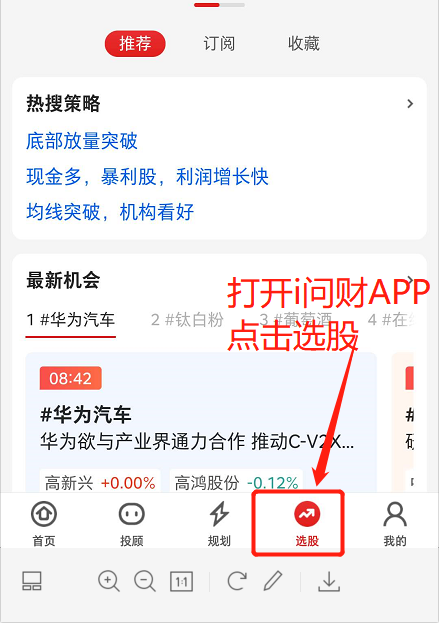 推荐 订阅 收藏
热搜策略
底部放量突破
现金多，暴利股，利润增长快
均线突破，机构看好
最新机会
打开i问财APP
1 #华为汽车 2 #钛白粉 3 #葡萄酒 4 #在
点击选股
08:42
#华为汽车
华为欲与产业界通力合作 推动C-V2X...
高新兴 +0.00% 高鸿股份 -0.12%
首页 投顾 规划 选股 我的
1:1